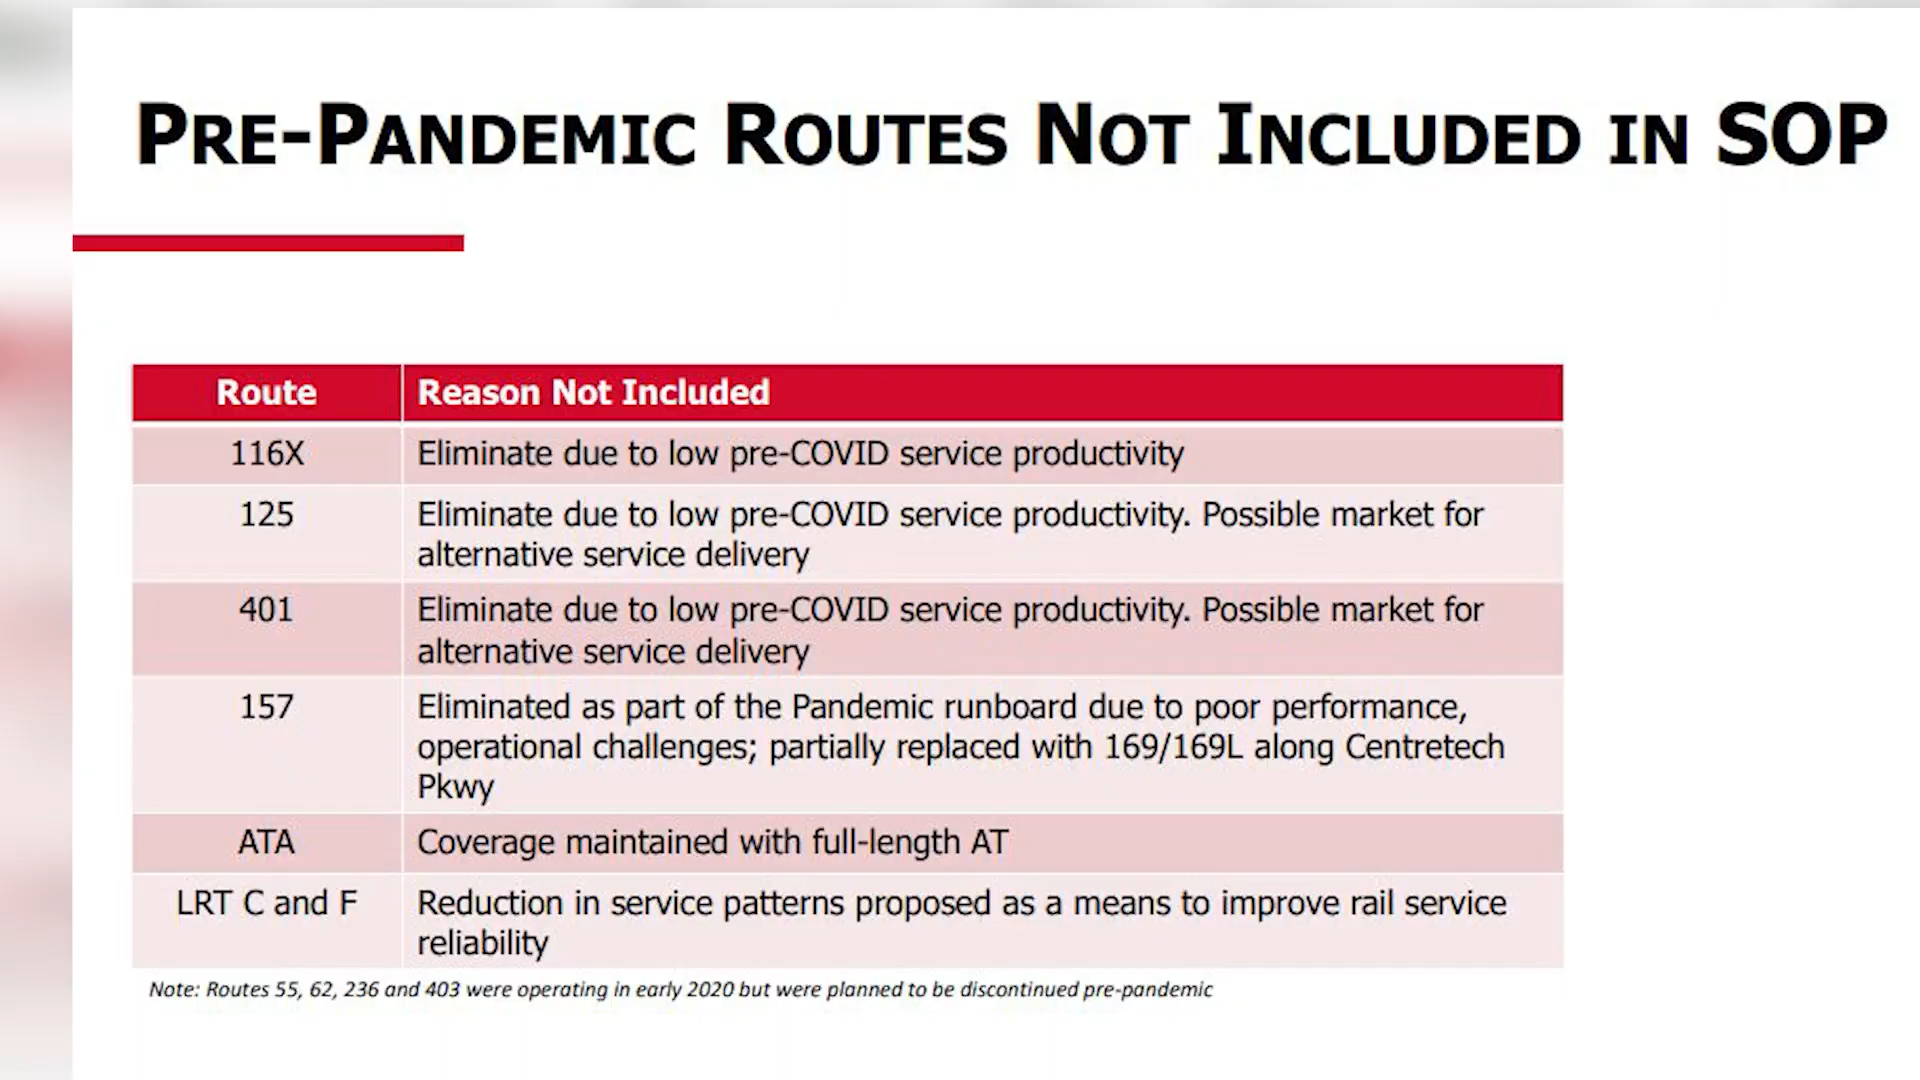 PRE-PANDEMIC ROUTES NOT INCLUDED IN SOP
Route Reason Not Included
116X Eliminate due to low pre-COVID service productivity
125 Eliminate due to low pre-COVID service productivity. Possible market for
alternative service delivery
401 Eliminate due to low pre-COVID service productivity. Possible market for
alternative service delivery
157 Eliminated as part of the Pandemic runboard due to poor performance,
operational challenges; partially replaced with 169/169L along Centretech
Pkwy
ATA Coverage maintained with full-length AT
LRT C and F Reduction in service patterns proposed as a means to improve rail service
reliability
Note: Routes 55, 62, 236 and 403 were operating in early 2020 but were planned to be discontinued pre-pandemic